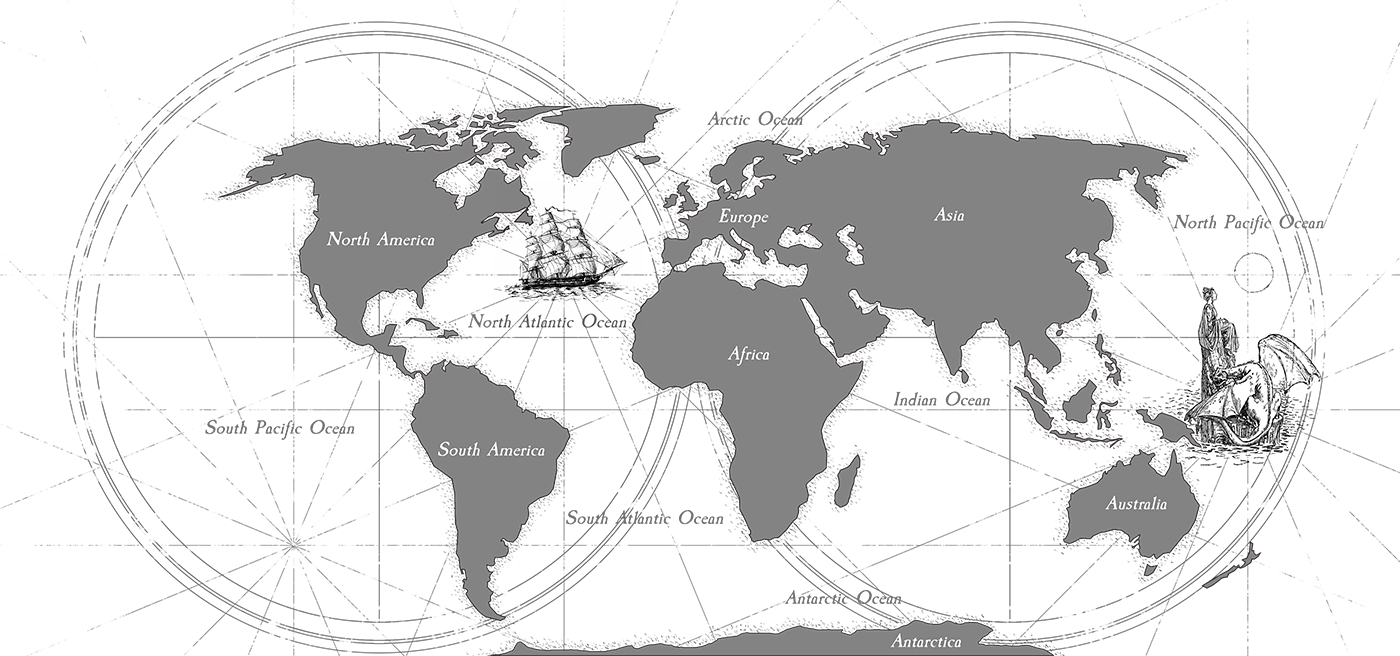 Arctic Ocean
Europe
Asia
North Pacific Ocean
North America
North Atlantic Ocean
Africa
Indian Ocean
South Pacific Ocean
South America
Australia
South Atlantic Ocean
Antarctic Ocean
Antarctica